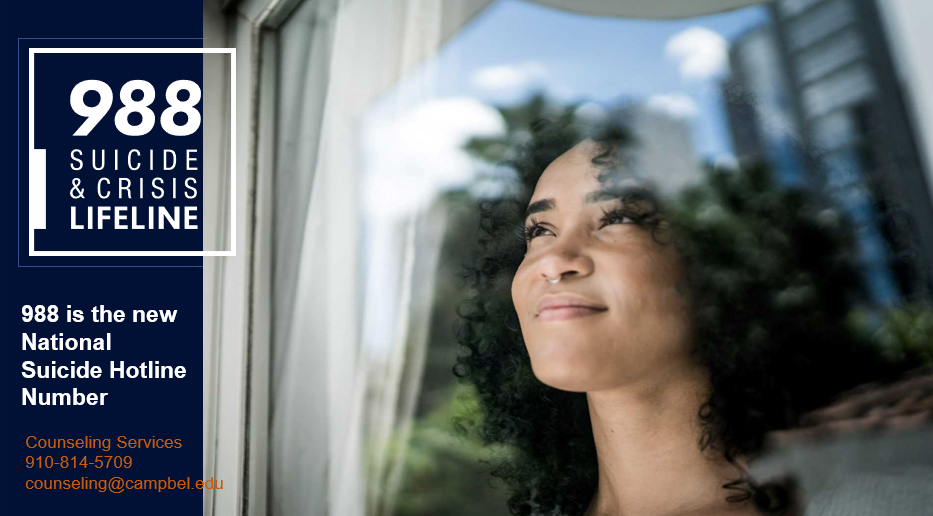 988
SUICIDE
& CRISIS
LIFELINE
988 is the new
National
Suicide Hotline
Number
Counseling Services
910-814-5709
counseling@campbel.edu